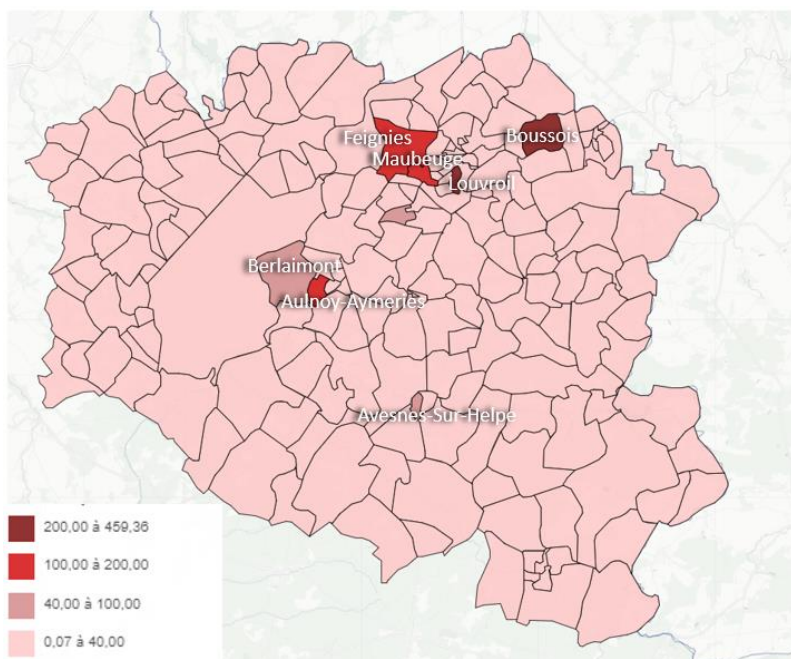 Feignies
Maubeuge
Boussois
Louvroil
Berlaimont
Aulnoy-Aymeries
Avesnes-Sur-Helpe
200,00 à 459,36
100,00 à 200,00
40,00 à 100,00
0,07 à 40,00